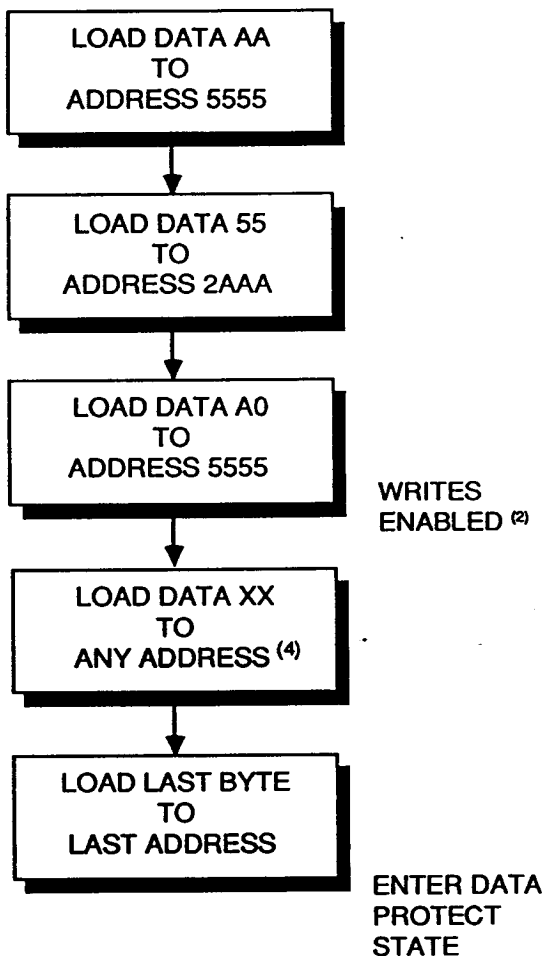 LOAD DATA AA
TO
ADDRESS 5555
LOAD DATA 55
TO
ADDRESS 2AAA
LOAD DATA A0
TO
ADDRESS 5555
WRITES
ENABLED (2)
LOAD DATA XX
TO
ANY ADDRESS (4)
LOAD LAST BYTE
TO
LAST ADDRESS
ENTER DATA
PROTECT
STATE